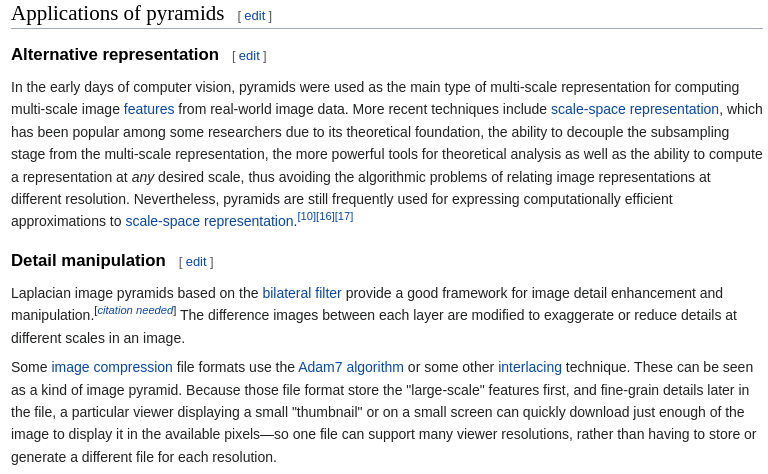 Applications of pyramids [ edit ]
Alternative representation [ edit ]
In the early days of computer vision, pyramids were used as the main type of multi-scale representation for computing
multi-scale image features from real-world image data. More recent techniques include scale-space representation, which
has been popular among some researchers due to its theoretical foundation, the ability to decouple the subsampling
stage from the multi-scale representation, the more powerful tools for theoretical analysis as well as the ability to compute
a representation at any desired scale, thus avoiding the algorithmic problems of relating image representations at
different resolution. Nevertheless, pyramids are still frequently used for expressing computationally efficient
approximations to scale-space representation.[10][16][17]
Detail manipulation [ edit ]
Laplacian image pyramids based on the bilateral filter provide a good framework for image detail enhancement and
manipulation.[citation needed] The difference images between each layer are modified to exaggerate or reduce details at
different scales in an image.
Some image compression file formats use the Adam7 algorithm or some other interlacing technique. These can be seen
as a kind of image pyramid. Because those file format store the "large-scale" features first, and fine-grain details later in
the file, a particular viewer displaying a small "thumbnail" or on a small screen can quickly download just enough of the
image to display it in the available pixels—so one file can support many viewer resolutions, rather than having to store or
generate a different file for each resolution.